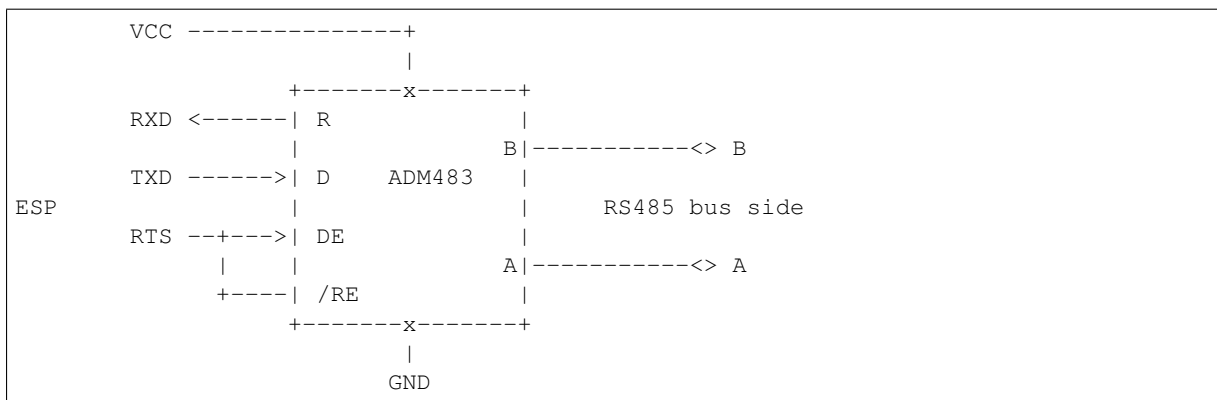 VCC ---------------+
|
+-------x-------+
RXD <------| R             |
|              B|-----------<> B
TXD ------>| D    ADM483   |
ESP              |               |     RS485 bus side
RTS --+--->| DE            |
|    |              A|-----------<> A
+----| /RE           |
+-------x-------+
|
GND